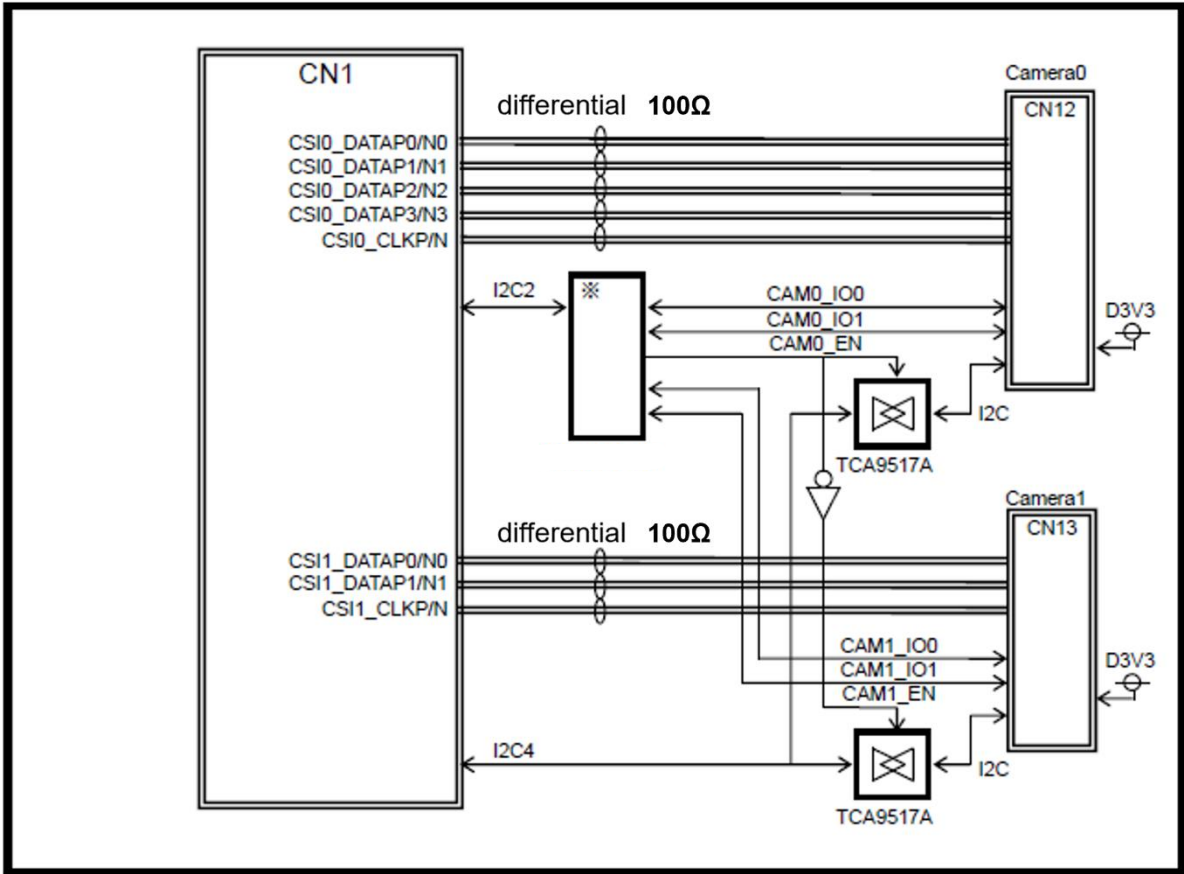 CN1
Camera0
CN12
differential 100Ω
CSI0_DATAP0/N0
CSI0_DATAP1/N1
CSI0_DATAP2/N2
CSI0_DATAP3/N3
CSI0_CLKP/N
I2C2
※
CAM0_IO0
CAM0_IO1
CAM0_EN
D3V3
I2C
TCA9517A
Camera1
CN13
differential 100Ω
CSI1_DATAP0/N0
CSI1_DATAP1/N1
CSI1_CLKP/N
CAM1_IO0
CAM1_IO1
CAM1_EN
D3V3
I2C4
I2C
TCA9517A